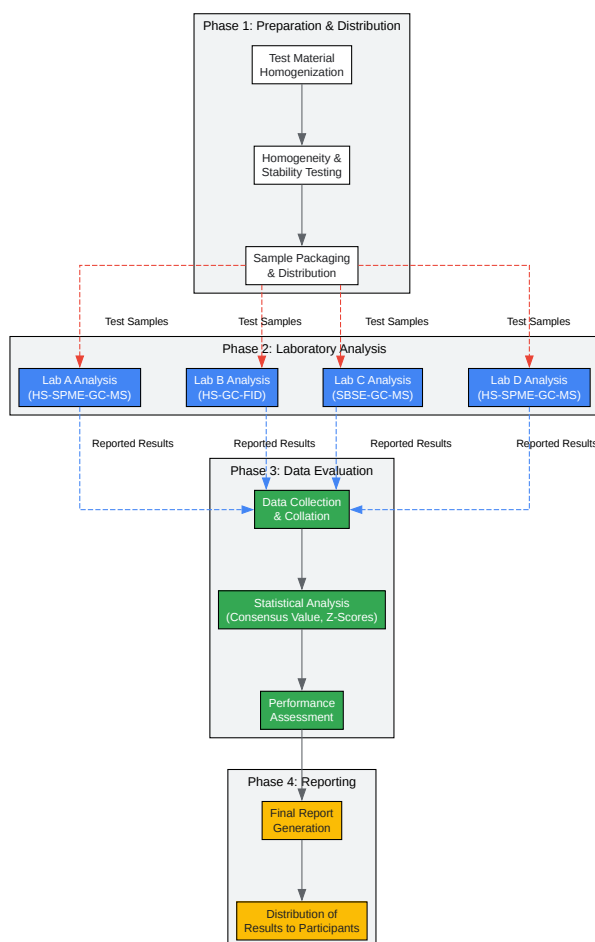 Phase 1: Preparation & Distribution
Test Material
Homogenization
Homogeneity &
Stability Testing
Sample Packaging
& Distribution
Test Samples
Test Samples
Test Samples
Test Samples
Phase 2: Laboratory Analysis
Lab A Analysis
(HS-SPME-GC-MS)
Lab B Analysis
(HS-GC-FID)
Lab C Analysis
(SBSE-GC-MS)
Lab D Analysis
(HS-SPME-GC-MS)
Reported Results
Reported Results
Reported Results
Reported Results
Phase 3: Data Evaluation
Data Collection
& Collation
Statistical Analysis
(Consensus Value, Z-Scores)
Performance
Assessment
Phase 4: Reporting
Final Report
Generation
Distribution of
Results to Participants